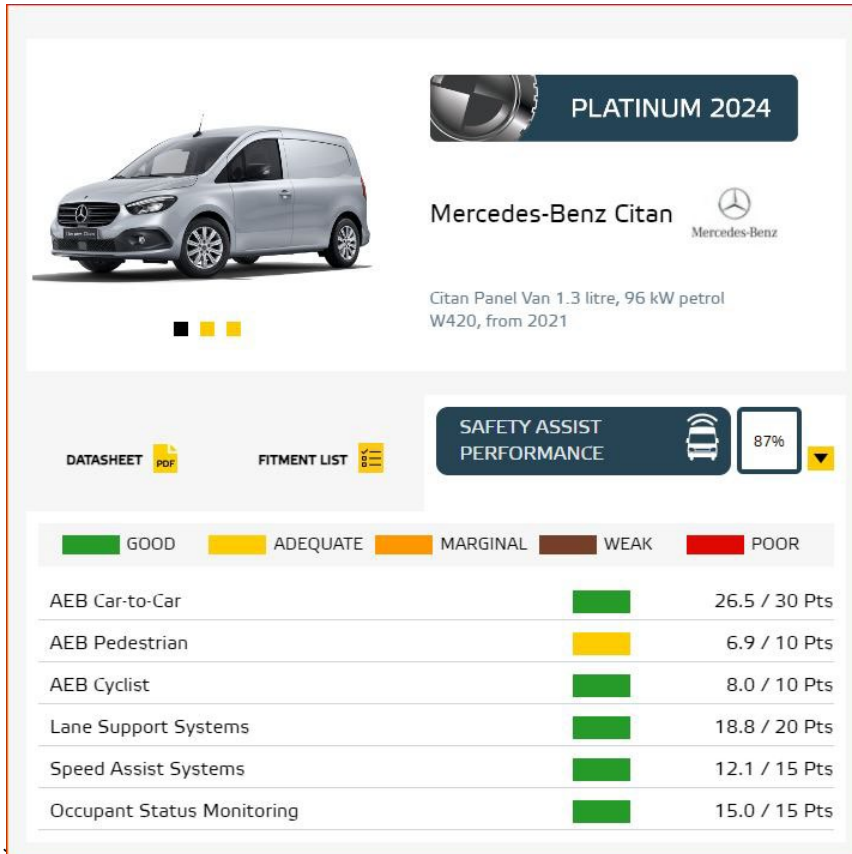 PLATINUM 2024
Mercedes-Benz Citan
Mercedes-Benz
Citan Panel Van 1.3 litre, 96 kW petrol
W420, from 2021
DATASHEET PDF
FITMENT LIST
SAFETY ASSIST
PERFORMANCE
87%
GOOD ADEQUATE MARGINAL WEAK POOR
AEB Car-to-Car 26.5 / 30 Pts
AEB Pedestrian 6.9 / 10 Pts
AEB Cyclist 8.0 / 10 Pts
Lane Support Systems 18.8 / 20 Pts
Speed Assist Systems 12.1 / 15 Pts
Occupant Status Monitoring 15.0 / 15 Pts